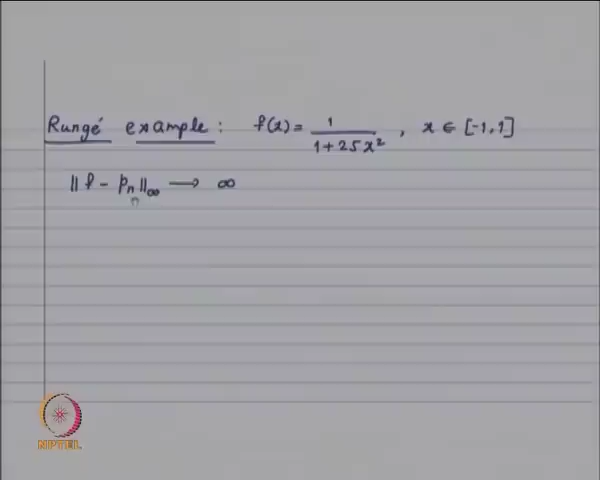 Rungé example : f(x) = 1 / 1+25x² , x ∈ [-1,1]
‖f - pₙ‖∞ → ∞
NPTEL